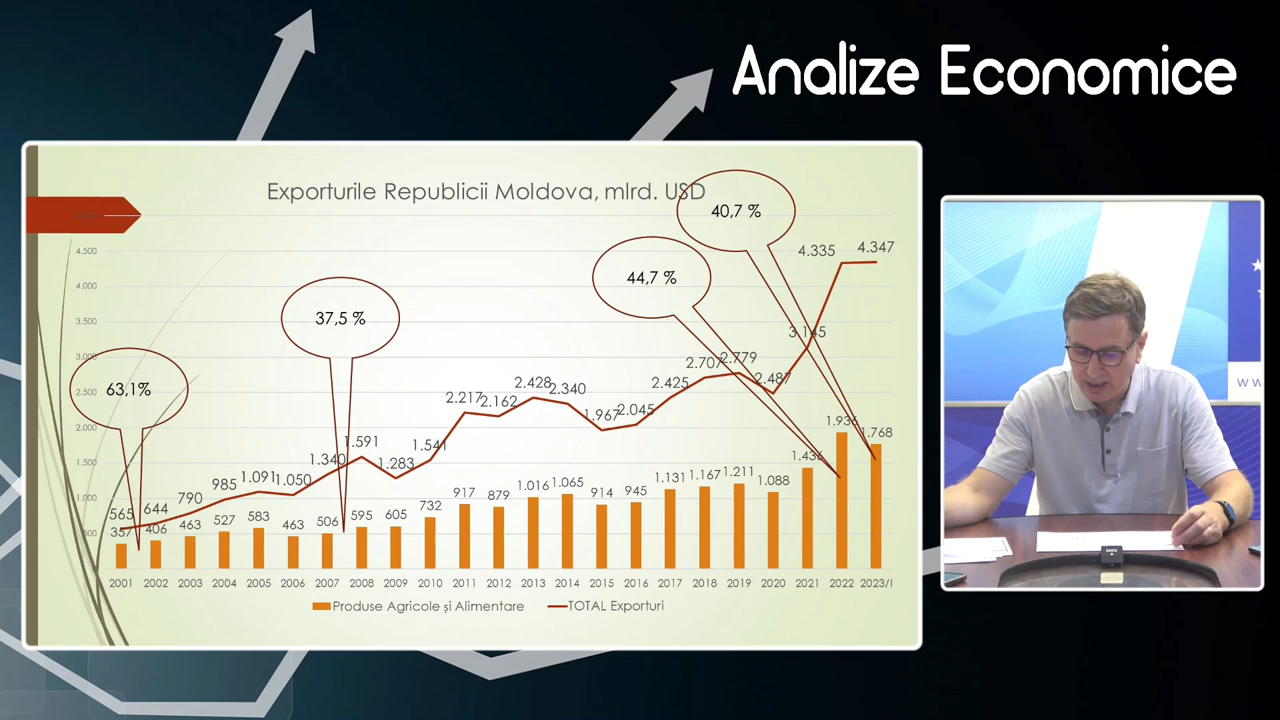 Analize Economice
Exporturile Republicii Moldova, mlrd. USD
40,7 %
44,7 %
37,5 %
63,1%
4.500
4.000
3.500
3.000
2.500
2.000
1.500
1.000
500
565 644 790 985 1.091 1.050 1.340 1.591 1.283 1.541 2.217 2.162 2.428 2.340 1.967 2.045 2.425 2.707 2.779 2.487 3.145 4.335 4.347
357 406 463 527 583 463 506 595 605 732 917 879 1.016 1.065 914 945 1.131 1.167 1.211 1.088 1.436 1.936 1.768
2001 2002 2003 2004 2005 2006 2007 2008 2009 2010 2011 2012 2013 2014 2015 2016 2017 2018 2019 2020 2021 2022 2023/I
Produse Agricole și Alimentare TOTAL Exporturi